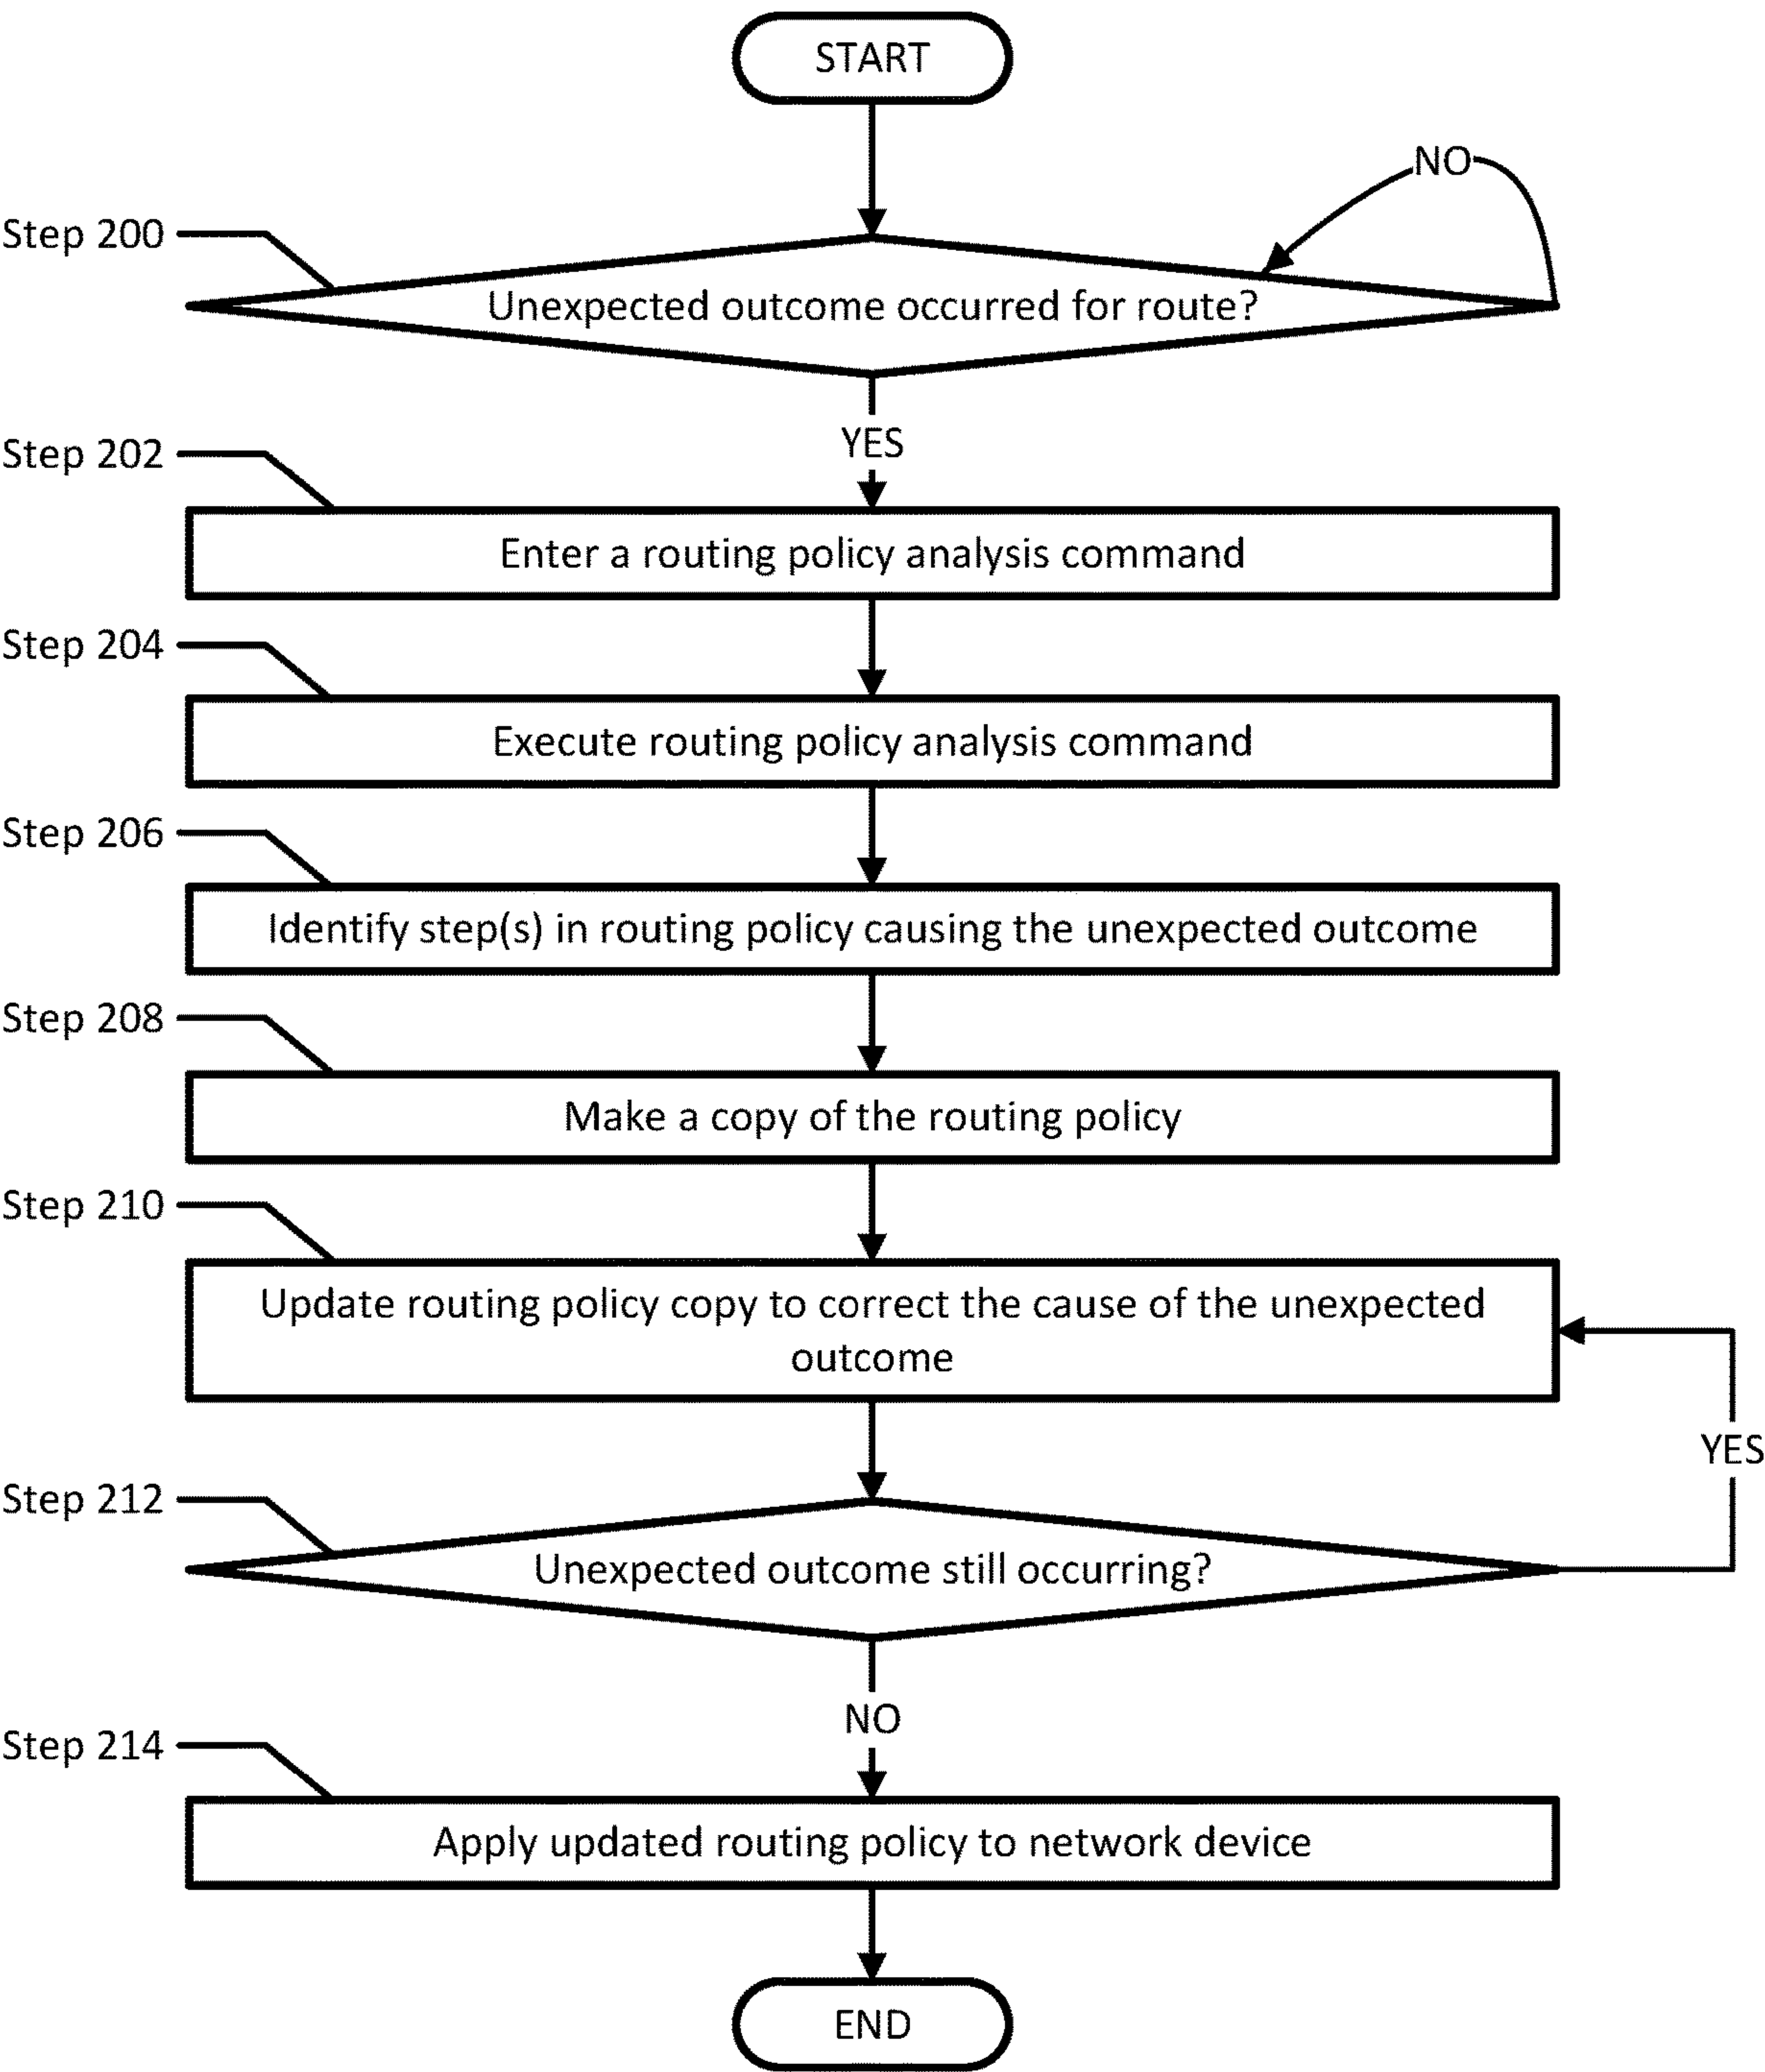 START
NO
Step 200
Unexpected outcome occurred for route?
YES
Step 202
Enter a routing policy analysis command
Step 204
Execute routing policy analysis command
Step 206
Identify step(s) in routing policy causing the unexpected outcome
Step 208
Make a copy of the routing policy
Step 210
Update routing policy copy to correct the cause of the unexpected
outcome
YES
Step 212
Unexpected outcome still occurring?
NO
Step 214
Apply updated routing policy to network device
END